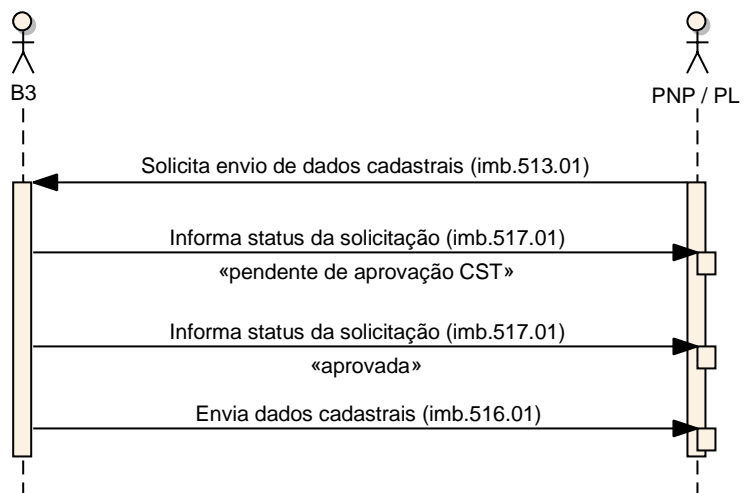 B3
PNP / PL
Solicita envio de dados cadastrais (imb.513.01)
Informa status da solicitação (imb.517.01)
«pendente de aprovação CST»
Informa status da solicitação (imb.517.01)
«aprovada»
Envia dados cadastrais (imb.516.01)